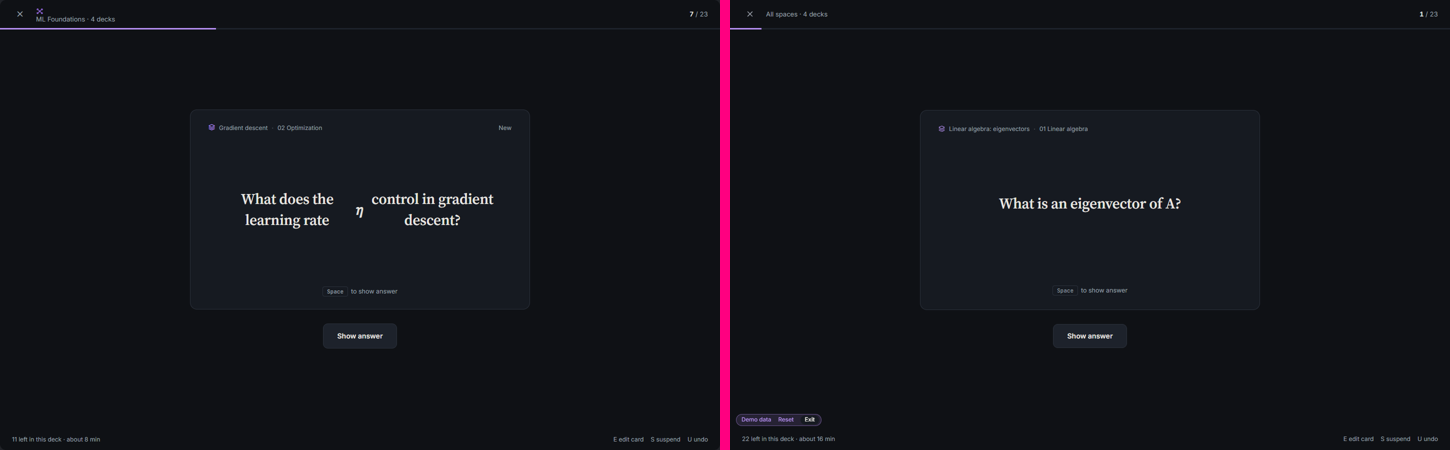 ML Foundations · 4 decks
7 / 23
Gradient descent · 02 Optimization
New
What does the learning rate η control in gradient descent?
Space to show answer
Show answer
11 left in this deck · about 8 min
E edit card S suspend U undo
All spaces · 4 decks
1 / 23
Linear algebra: eigenvectors · 01 Linear algebra
What is an eigenvector of A?
Space to show answer
Show answer
Demo data Reset Exit
22 left in this deck · about 16 min
E edit card S suspend U undo